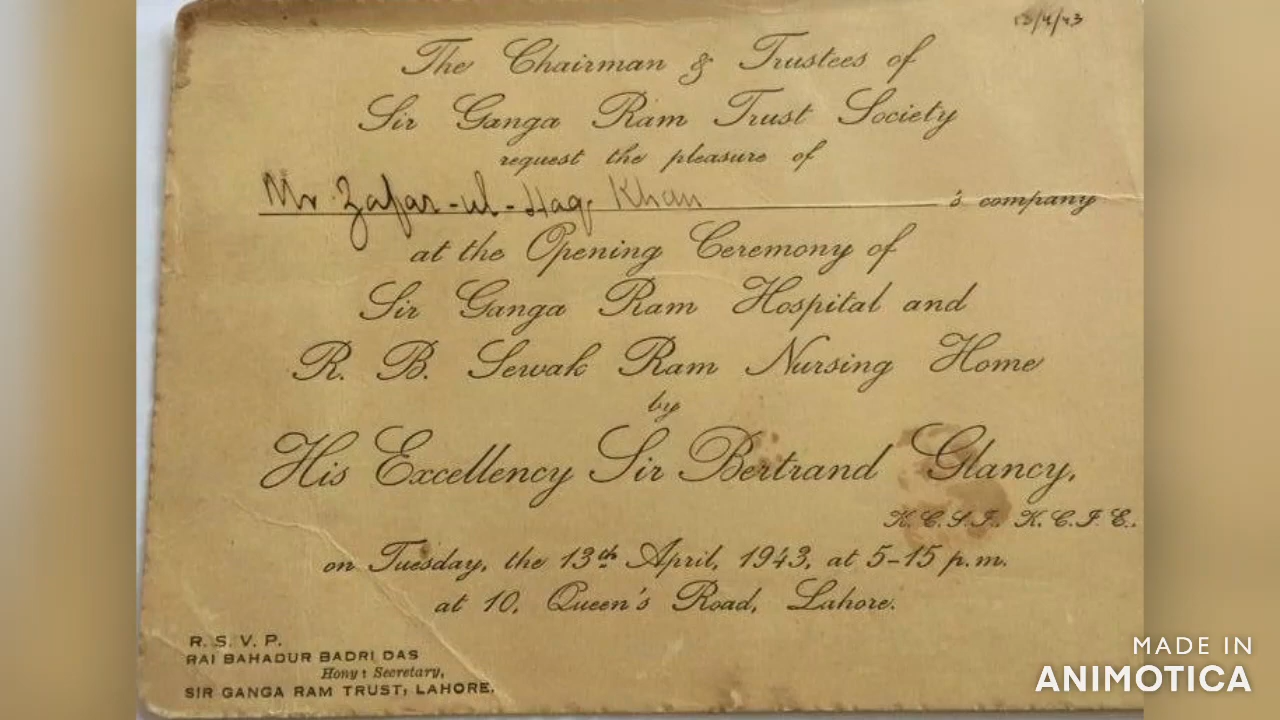 13/4/43
The Chairman & Trustees of
Sir Ganga Ram Trust Society
request the pleasure of
Mr. Zafar-ul-Haq Khan 's company
at the Opening Ceremony of
Sir Ganga Ram Hospital and
R. B. Sewak Ram Nursing Home
by
His Excellency Sir Bertrand Glancy,
K.C.S.I., K.C.I.E.,
on Tuesday, the 13th April, 1943, at 5-15 p.m.
at 10, Queen's Road, Lahore.
R. S. V. P.
RAI BAHADUR BADRI DAS
Hony: Secretary,
SIR GANGA RAM TRUST, LAHORE.
MADE IN
ANIMOTICA